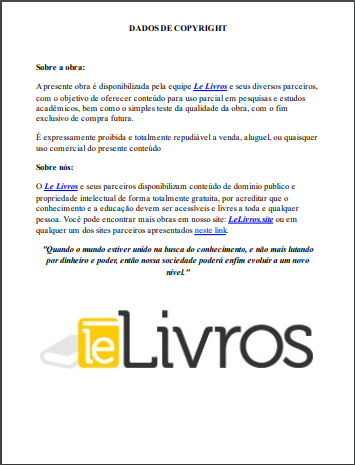 DADOS DE COPYRIGHT
Sobre a obra:
A presente obra é disponibilizada pela equipe Le Livros e seus diversos parceiros,
com o objetivo de oferecer conteúdo para uso parcial em pesquisas e estudos
acadêmicos, bem como o simples teste da qualidade da obra, com o fim
exclusivo de compra futura.
É expressamente proibida e totalmente repudiável a venda, aluguel, ou quaisquer
uso comercial do presente conteúdo
Sobre nós:
O Le Livros e seus parceiros disponibilizam conteúdo de dominio publico e
propriedade intelectual de forma totalmente gratuita, por acreditar que o
conhecimento e a educação devem ser acessíveis e livres a toda e qualquer
pessoa. Você pode encontrar mais obras em nosso site: LeLivros.site ou em
qualquer um dos sites parceiros apresentados neste link.
"Quando o mundo estiver unido na busca do conhecimento, e não mais lutando
por dinheiro e poder, então nossa sociedade poderá enfim evoluir a um novo
nível."
le Livros